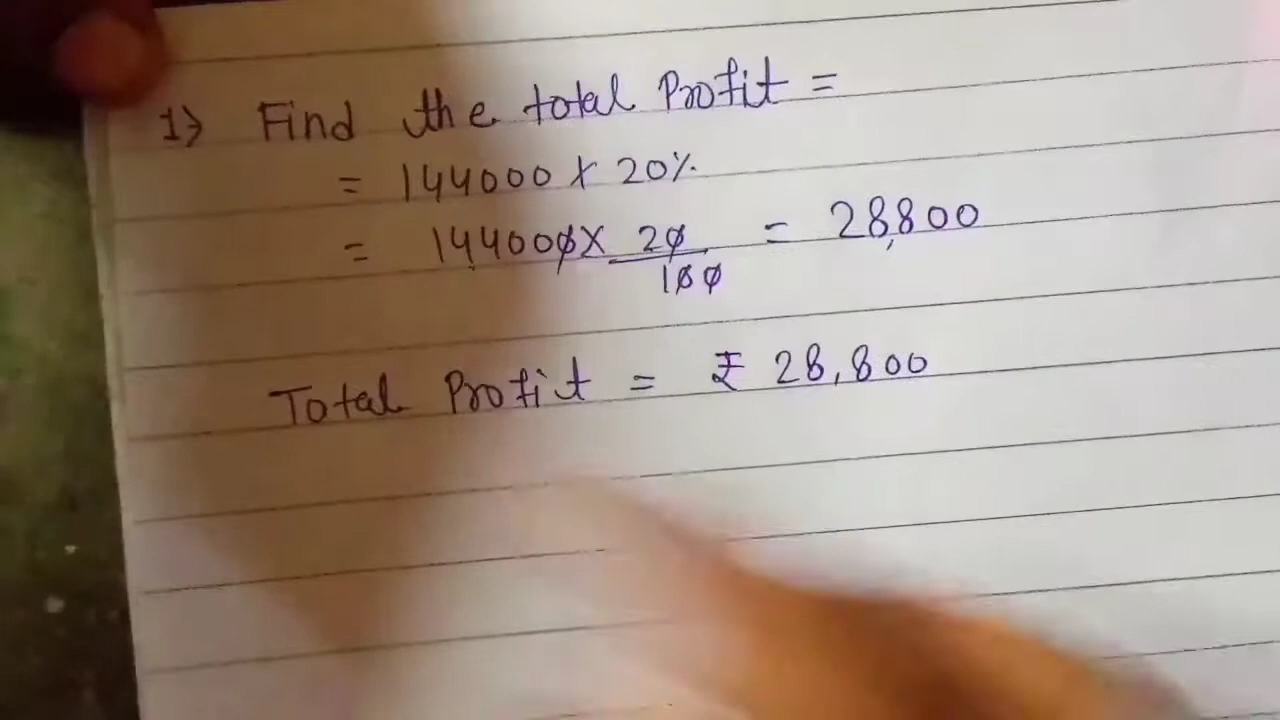 1) Find the total Profit =
= 144000 X 20%
= 144000 X 20/100 = 28,800
Total Profit = ₹ 28,800